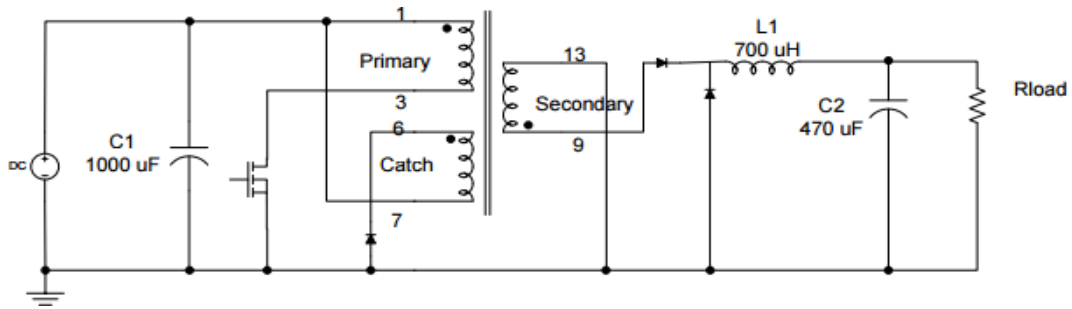 1
Primary
3
6
Catch
7
13
Secondary
9
L1
700 uH
C1
1000 uF
C2
470 uF
Rload
DC
+